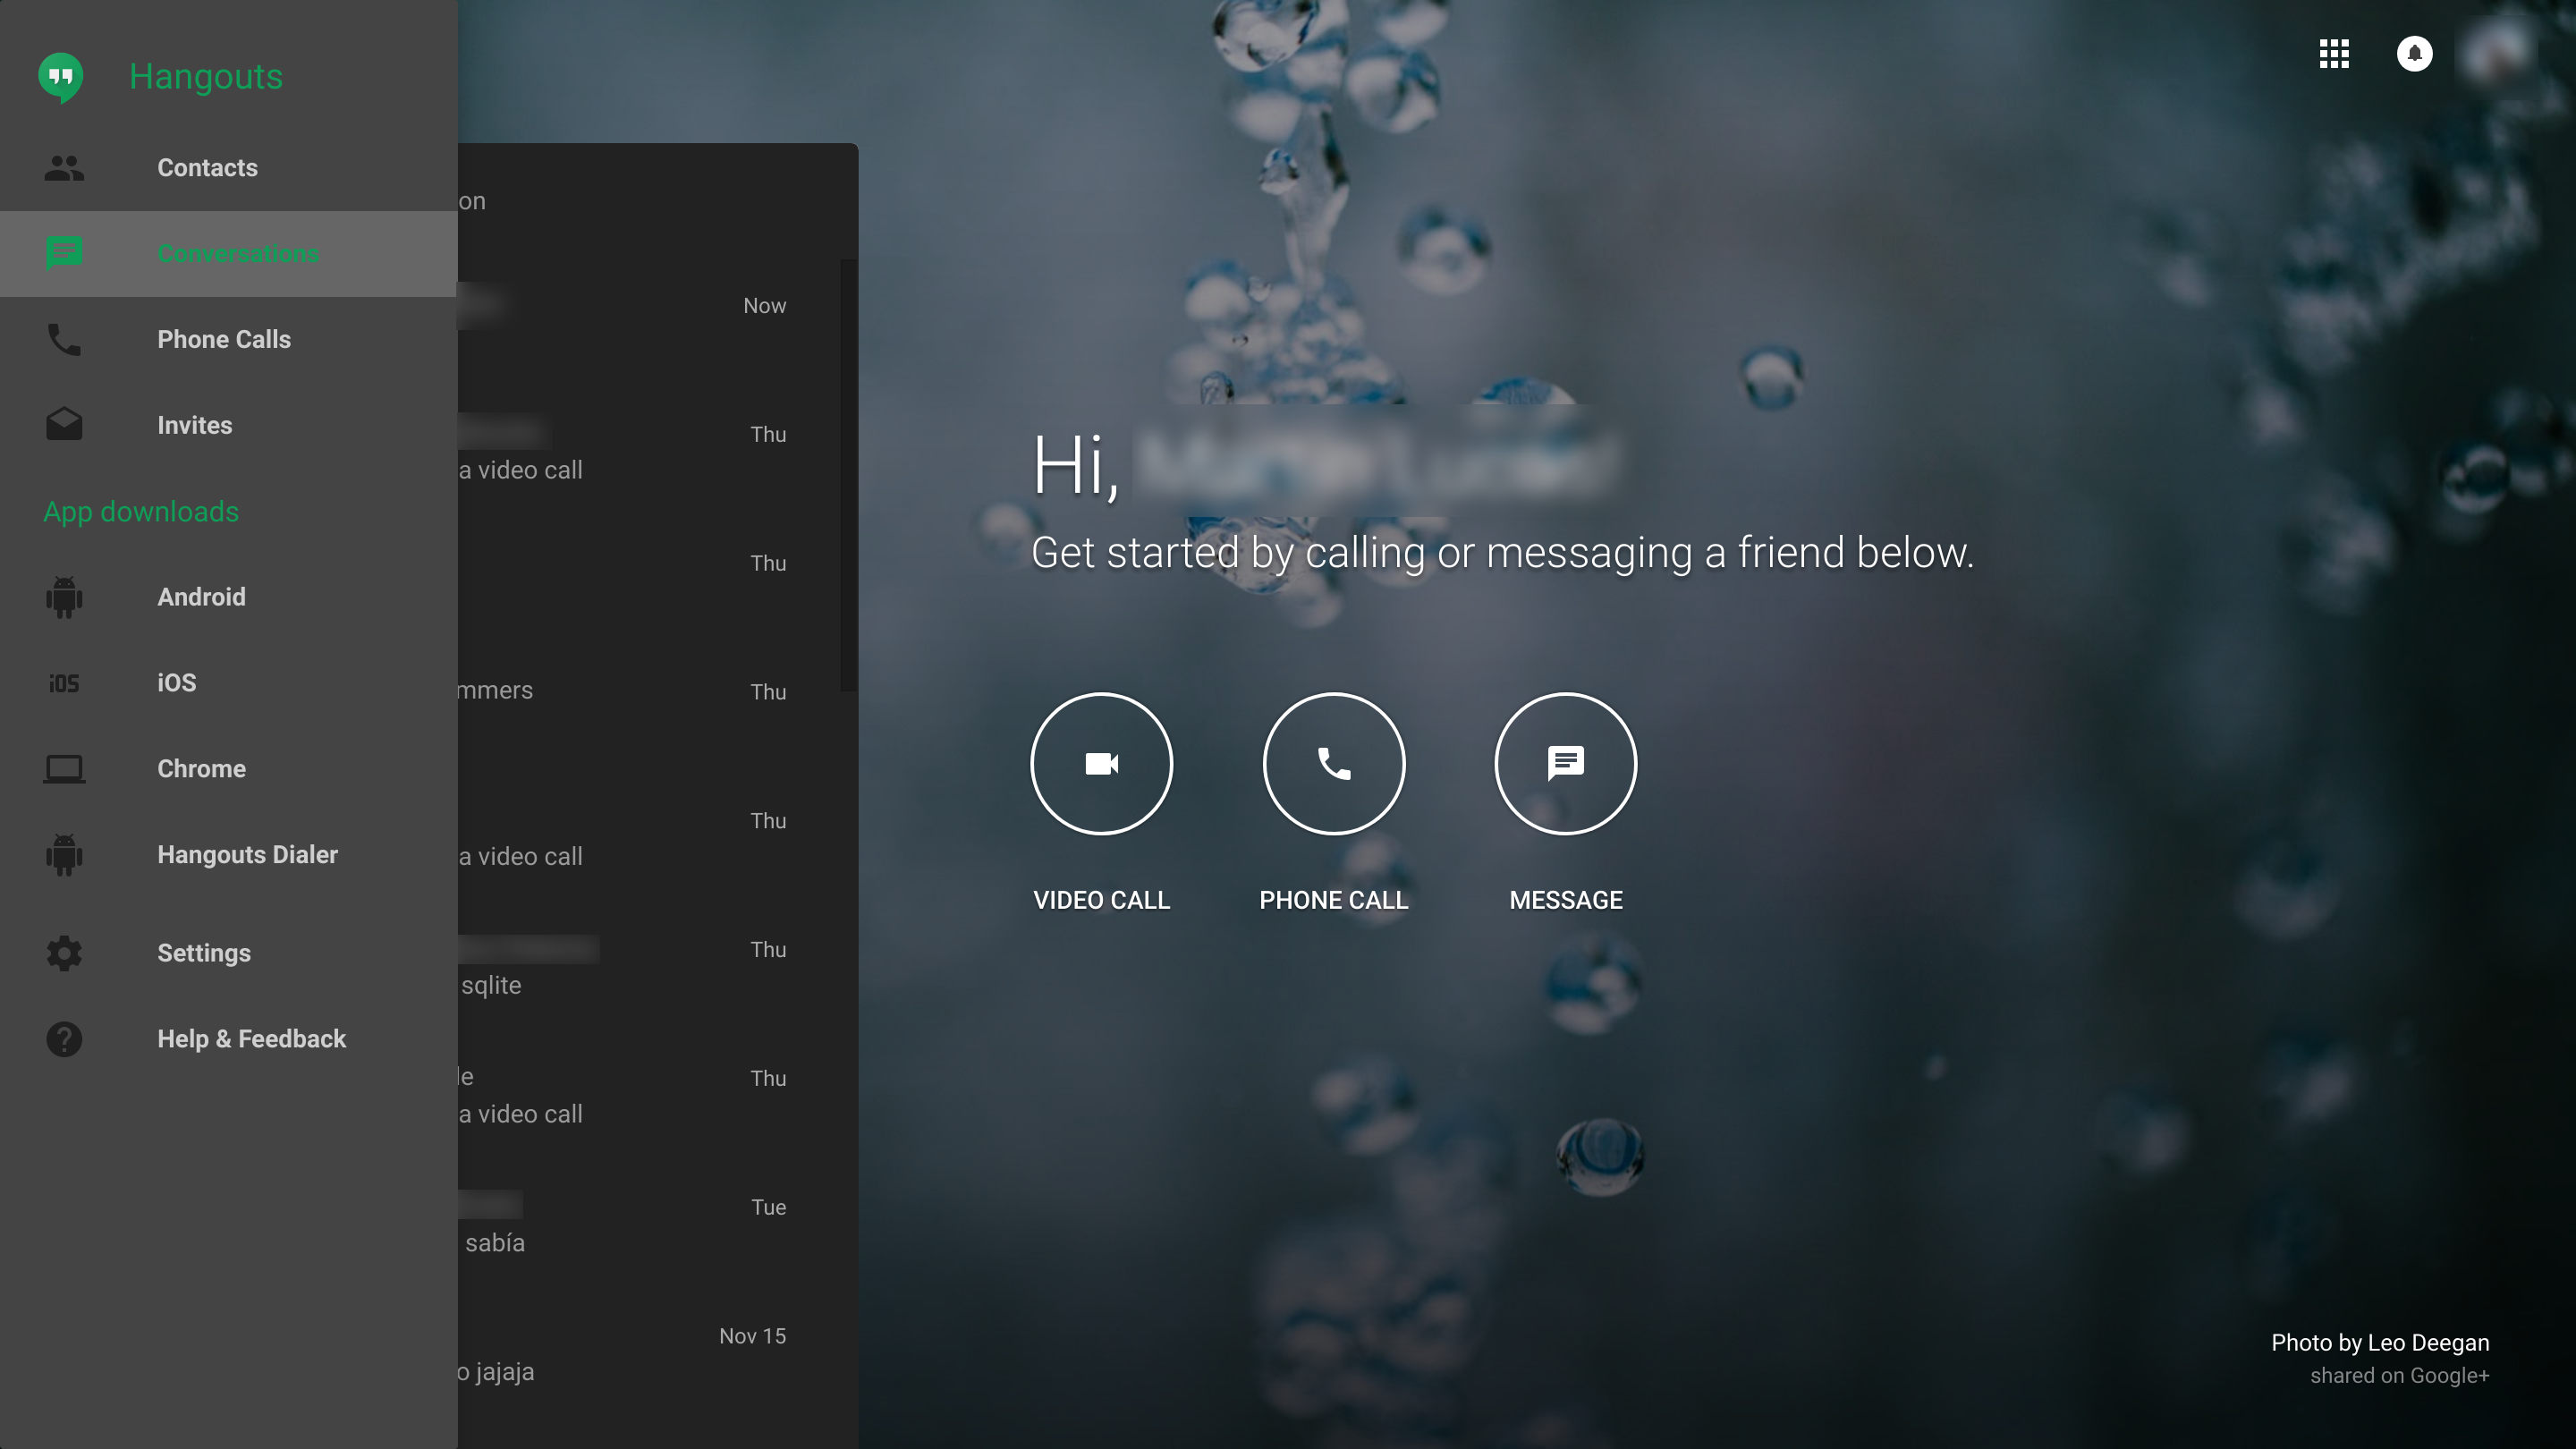 Hangouts
Contacts
Conversations
Phone Calls
Invites
App downloads
Android
iOS
iOS
Chrome
Hangouts Dialer
Settings
Help & Feedback
on
Now
Thu
a video call
Thu
mmers
Thu
Thu
a video call
Thu
sqlite
le
Thu
a video call
Tue
sabía
Nov 15
o jajaja
Hi,
Get started by calling or messaging a friend below.
VIDEO CALL
PHONE CALL
MESSAGE
Photo by Leo Deegan
shared on Google+